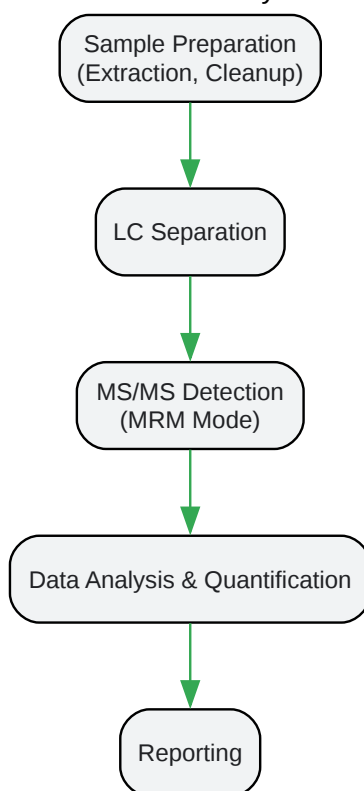 Sample Preparation
(Extraction, Cleanup)
LC Separation
MS/MS Detection
(MRM Mode)
Data Analysis & Quantification
Reporting